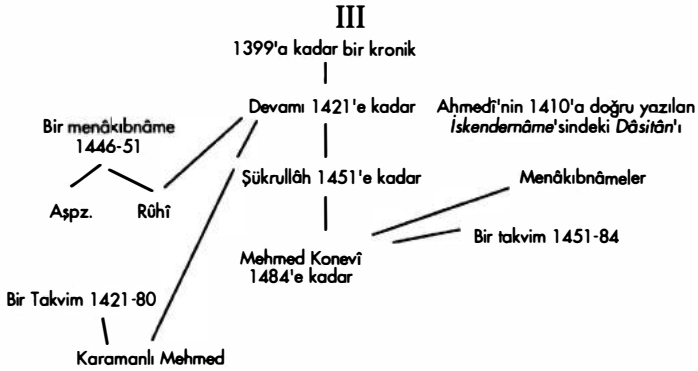 III
1399'a kadar bir kronik
Devamı 1421'e kadar
Ahmedî'nin 1410'a doğru yazılan
İskendernâme'sindeki Dâsitân'ı
Bir menâkıbnâme
1446-51
Şükrullâh 1451'e kadar
Menâkıbnâmeler
Aşpz.
Rûhî
Bir takvim 1451-84
Mehmed Konevî
1484'e kadar
Bir Takvim 1421-80
Karamanlı Mehmed